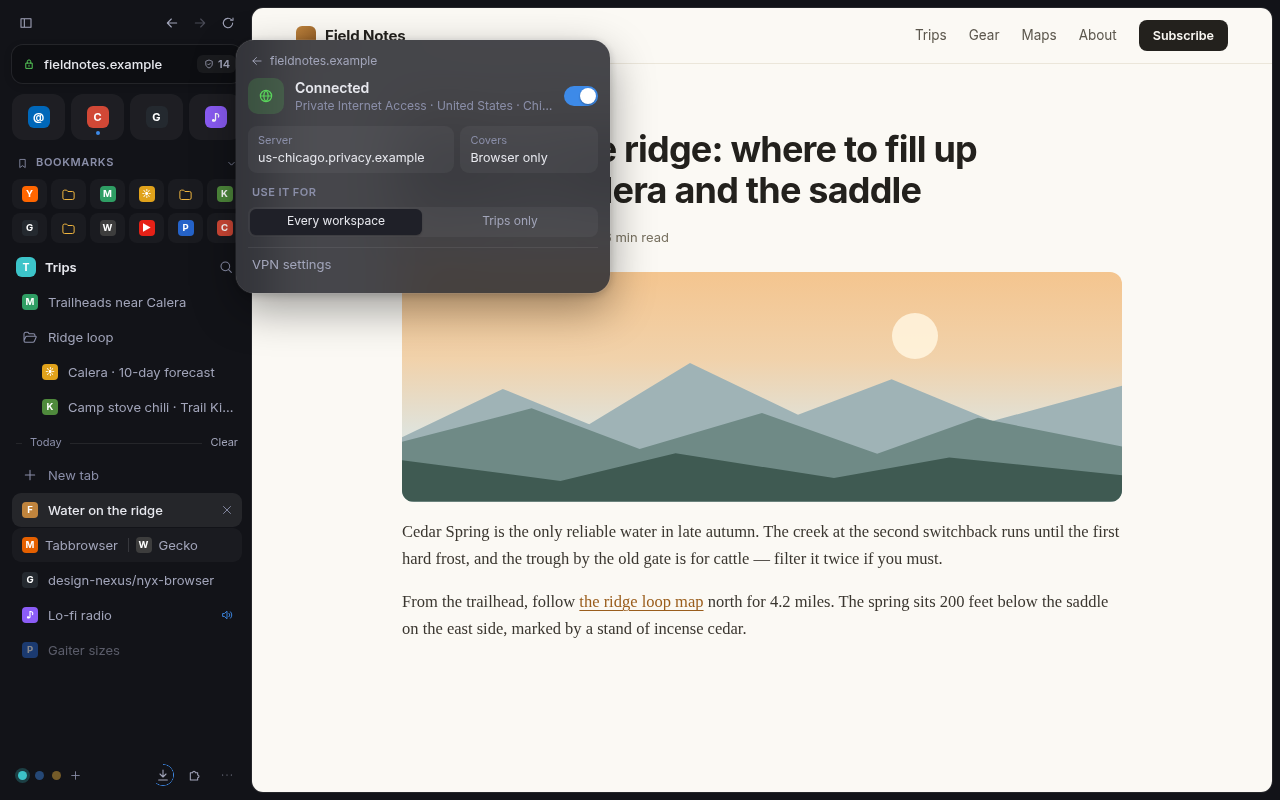 fieldnotes.example
14
@
C
G
BOOKMARKS
Y
M
K
G
W
P
C
T
Trips
M
Trailheads near Calera
Ridge loop
Calera · 10-day forecast
K
Camp stove chili · Trail Ki...
Today
Clear
New tab
F
Water on the ridge
M
Tabbrowser
W
Gecko
G
design-nexus/nyx-browser
Lo-fi radio
P
Gaiter sizes
fieldnotes.example
Connected
Private Internet Access · United States · Chi...
Server
us-chicago.privacy.example
Covers
Browser only
USE IT FOR
Every workspace
Trips only
VPN settings
Field Notes
Trips
Gear
Maps
About
Subscribe
ridge: where to fill up
and the saddle
min read
Cedar Spring is the only reliable water in late autumn. The creek at the second switchback runs until the first
hard frost, and the trough by the old gate is for cattle — filter it twice if you must.
From the trailhead, follow the ridge loop map north for 4.2 miles. The spring sits 200 feet below the saddle
on the east side, marked by a stand of incense cedar.